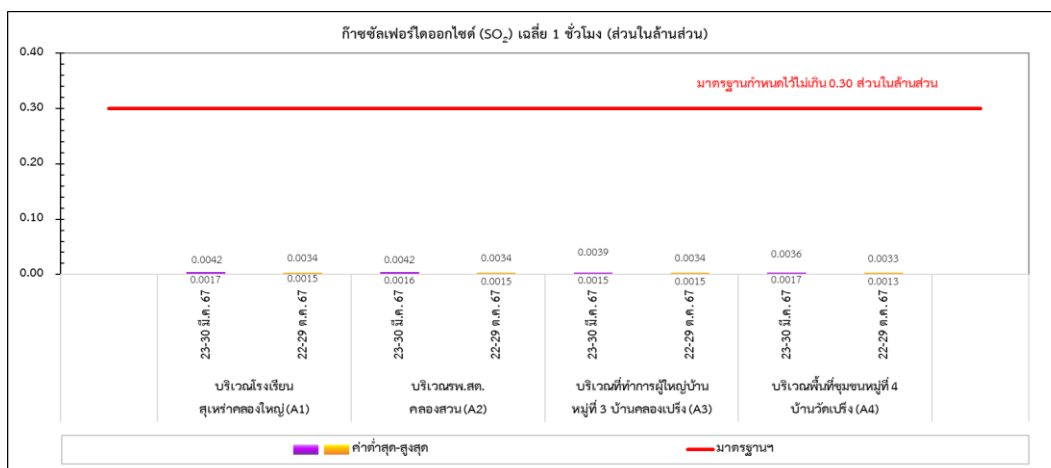 ก๊าซซัลเฟอร์ไดออกไซด์ (SO2) เฉลี่ย 1 ชั่วโมง (ส่วนในล้านส่วน)
0.40
มาตรฐานกำหนดไว้ไม่เกิน 0.30 ส่วนในล้านส่วน
0.30
0.20
0.10
0.00
0.0042 0.0034 0.0042 0.0034 0.0039 0.0034 0.0036 0.0033
0.0017 0.0015 0.0016 0.0015 0.0015 0.0015 0.0017 0.0013
23-30 มี.ค. 67
22-29 ต.ค. 67
23-30 มี.ค. 67
22-29 ต.ค. 67
23-30 มี.ค. 67
22-29 ต.ค. 67
23-30 มี.ค. 67
22-29 ต.ค. 67
บริเวณโรงเรียน
สุเหร่าคลองใหญ่ (A1)
บริเวณรพ.สต.
คลองสวน (A2)
บริเวณที่ทำการผู้ใหญ่บ้าน
หมู่ที่ 3 บ้านคลองเปร็ง (A3)
บริเวณพื้นที่ชุมชนหมู่ที่ 4
บ้านวัดเปร็ง (A4)
ค่าต่ำสุด-สูงสุด
มาตรฐานฯ